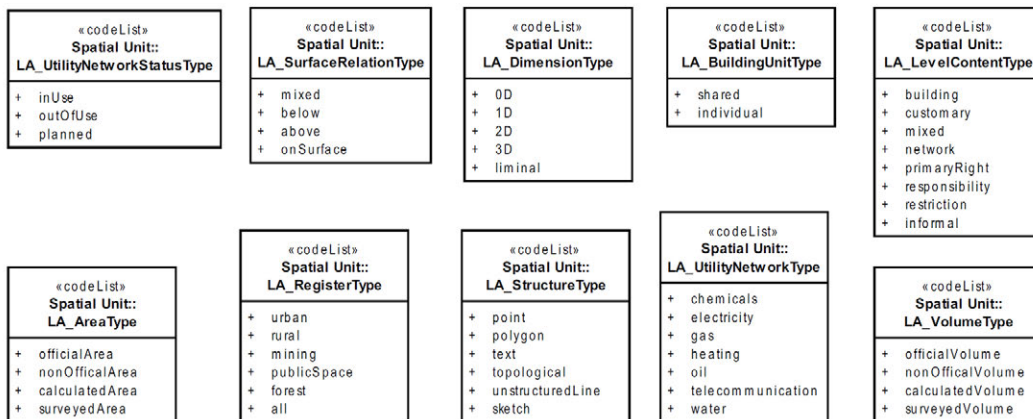 «codeList»
Spatial Unit::
LA_UtilityNetworkStatusType
+ inUse
+ outOfUse
+ planned
«codeList»
Spatial Unit::
LA_SurfaceRelationType
+ mixed
+ below
+ above
+ onSurface
«codeList»
Spatial Unit::
LA_DimensionType
+ 0D
+ 1D
+ 2D
+ 3D
+ liminal
«codeList»
Spatial Unit::
LA_BuildingUnitType
+ shared
+ individual
«codeList»
Spatial Unit::
LA_LevelContentType
+ building
+ customary
+ mixed
+ network
+ primaryRight
+ responsibility
+ restriction
+ informal
«codeList»
Spatial Unit::
LA_AreaType
+ officialArea
+ nonOfficalArea
+ calculatedArea
+ surveyedArea
«codeList»
Spatial Unit::
LA_RegisterType
+ urban
+ rural
+ mining
+ publicSpace
+ forest
+ all
«codeList»
Spatial Unit::
LA_StructureType
+ point
+ polygon
+ text
+ topological
+ unstructuredLine
+ sketch
«codeList»
Spatial Unit::
LA_UtilityNetworkType
+ chemicals
+ electricity
+ gas
+ heating
+ oil
+ telecommunication
+ water
«codeList»
Spatial Unit::
LA_VolumeType
+ officialVolume
+ nonOfficalVolume
+ calculatedVolume
+ surveyedVolume